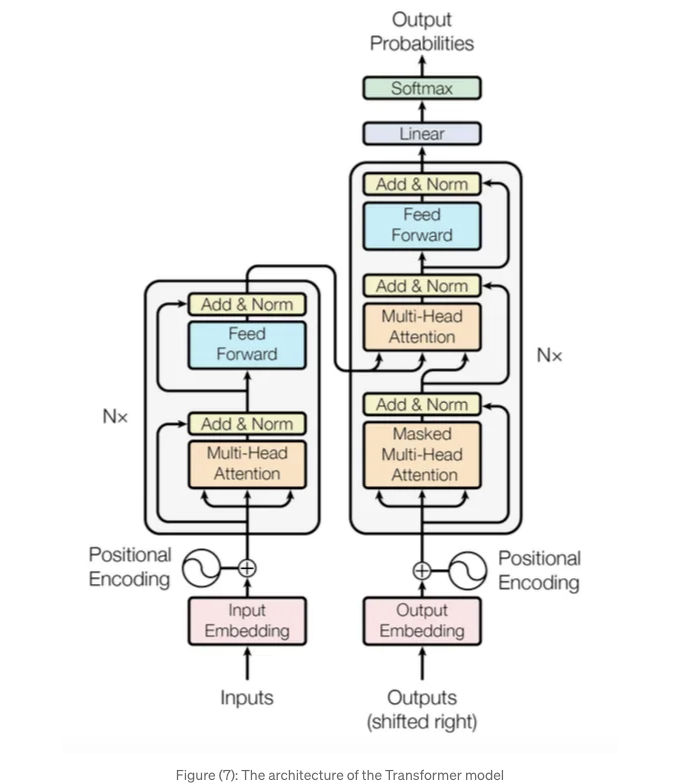 Output
Probabilities
Softmax
Linear
Add & Norm
Feed
Forward
Add & Norm
Multi-Head
Attention
Nx
Add & Norm
Masked
Multi-Head
Attention
Add & Norm
Feed
Forward
Nx
Add & Norm
Multi-Head
Attention
Positional
Encoding
Positional
Encoding
Input
Embedding
Output
Embedding
Inputs
Outputs
(shifted right)
Figure (7): The architecture of the Transformer model